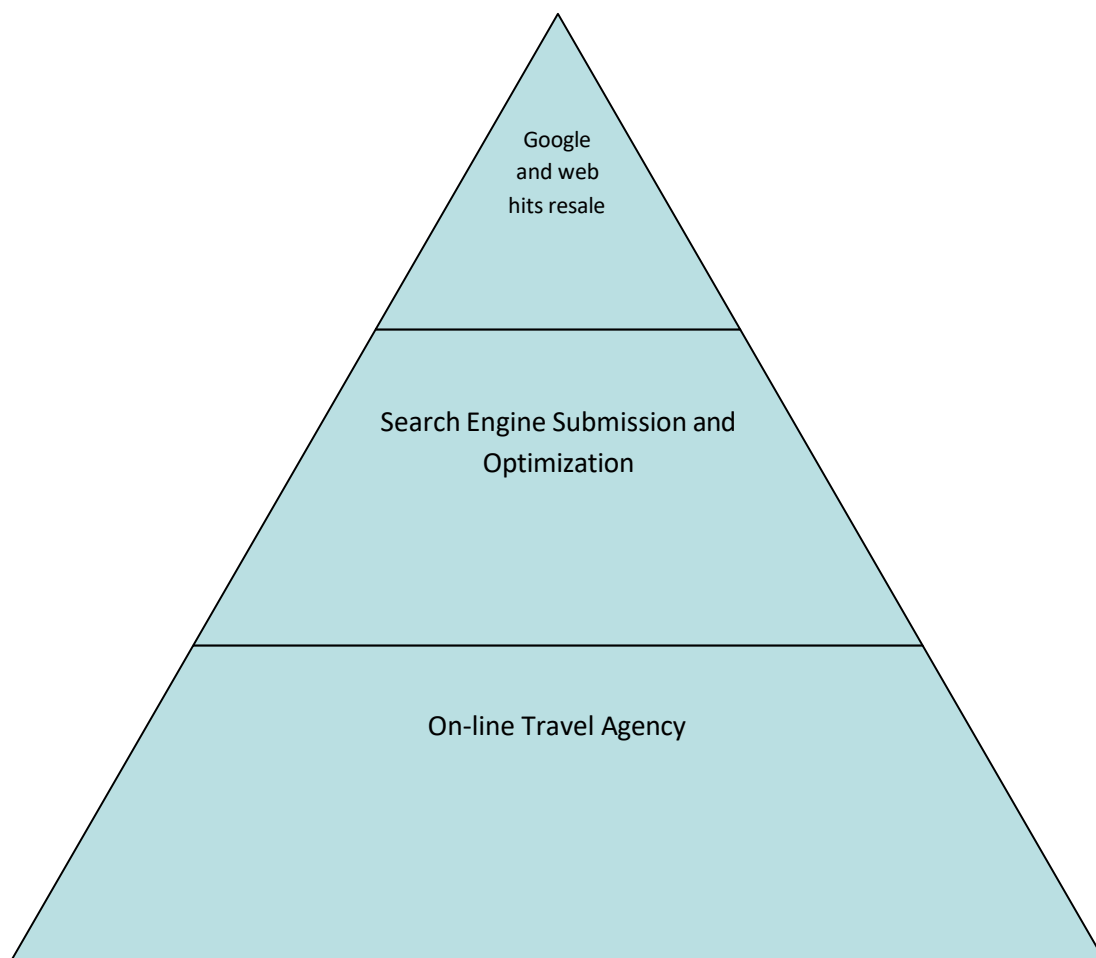 Google
and web
hits resale
Search Engine Submission and
Optimization
On-line Travel Agency